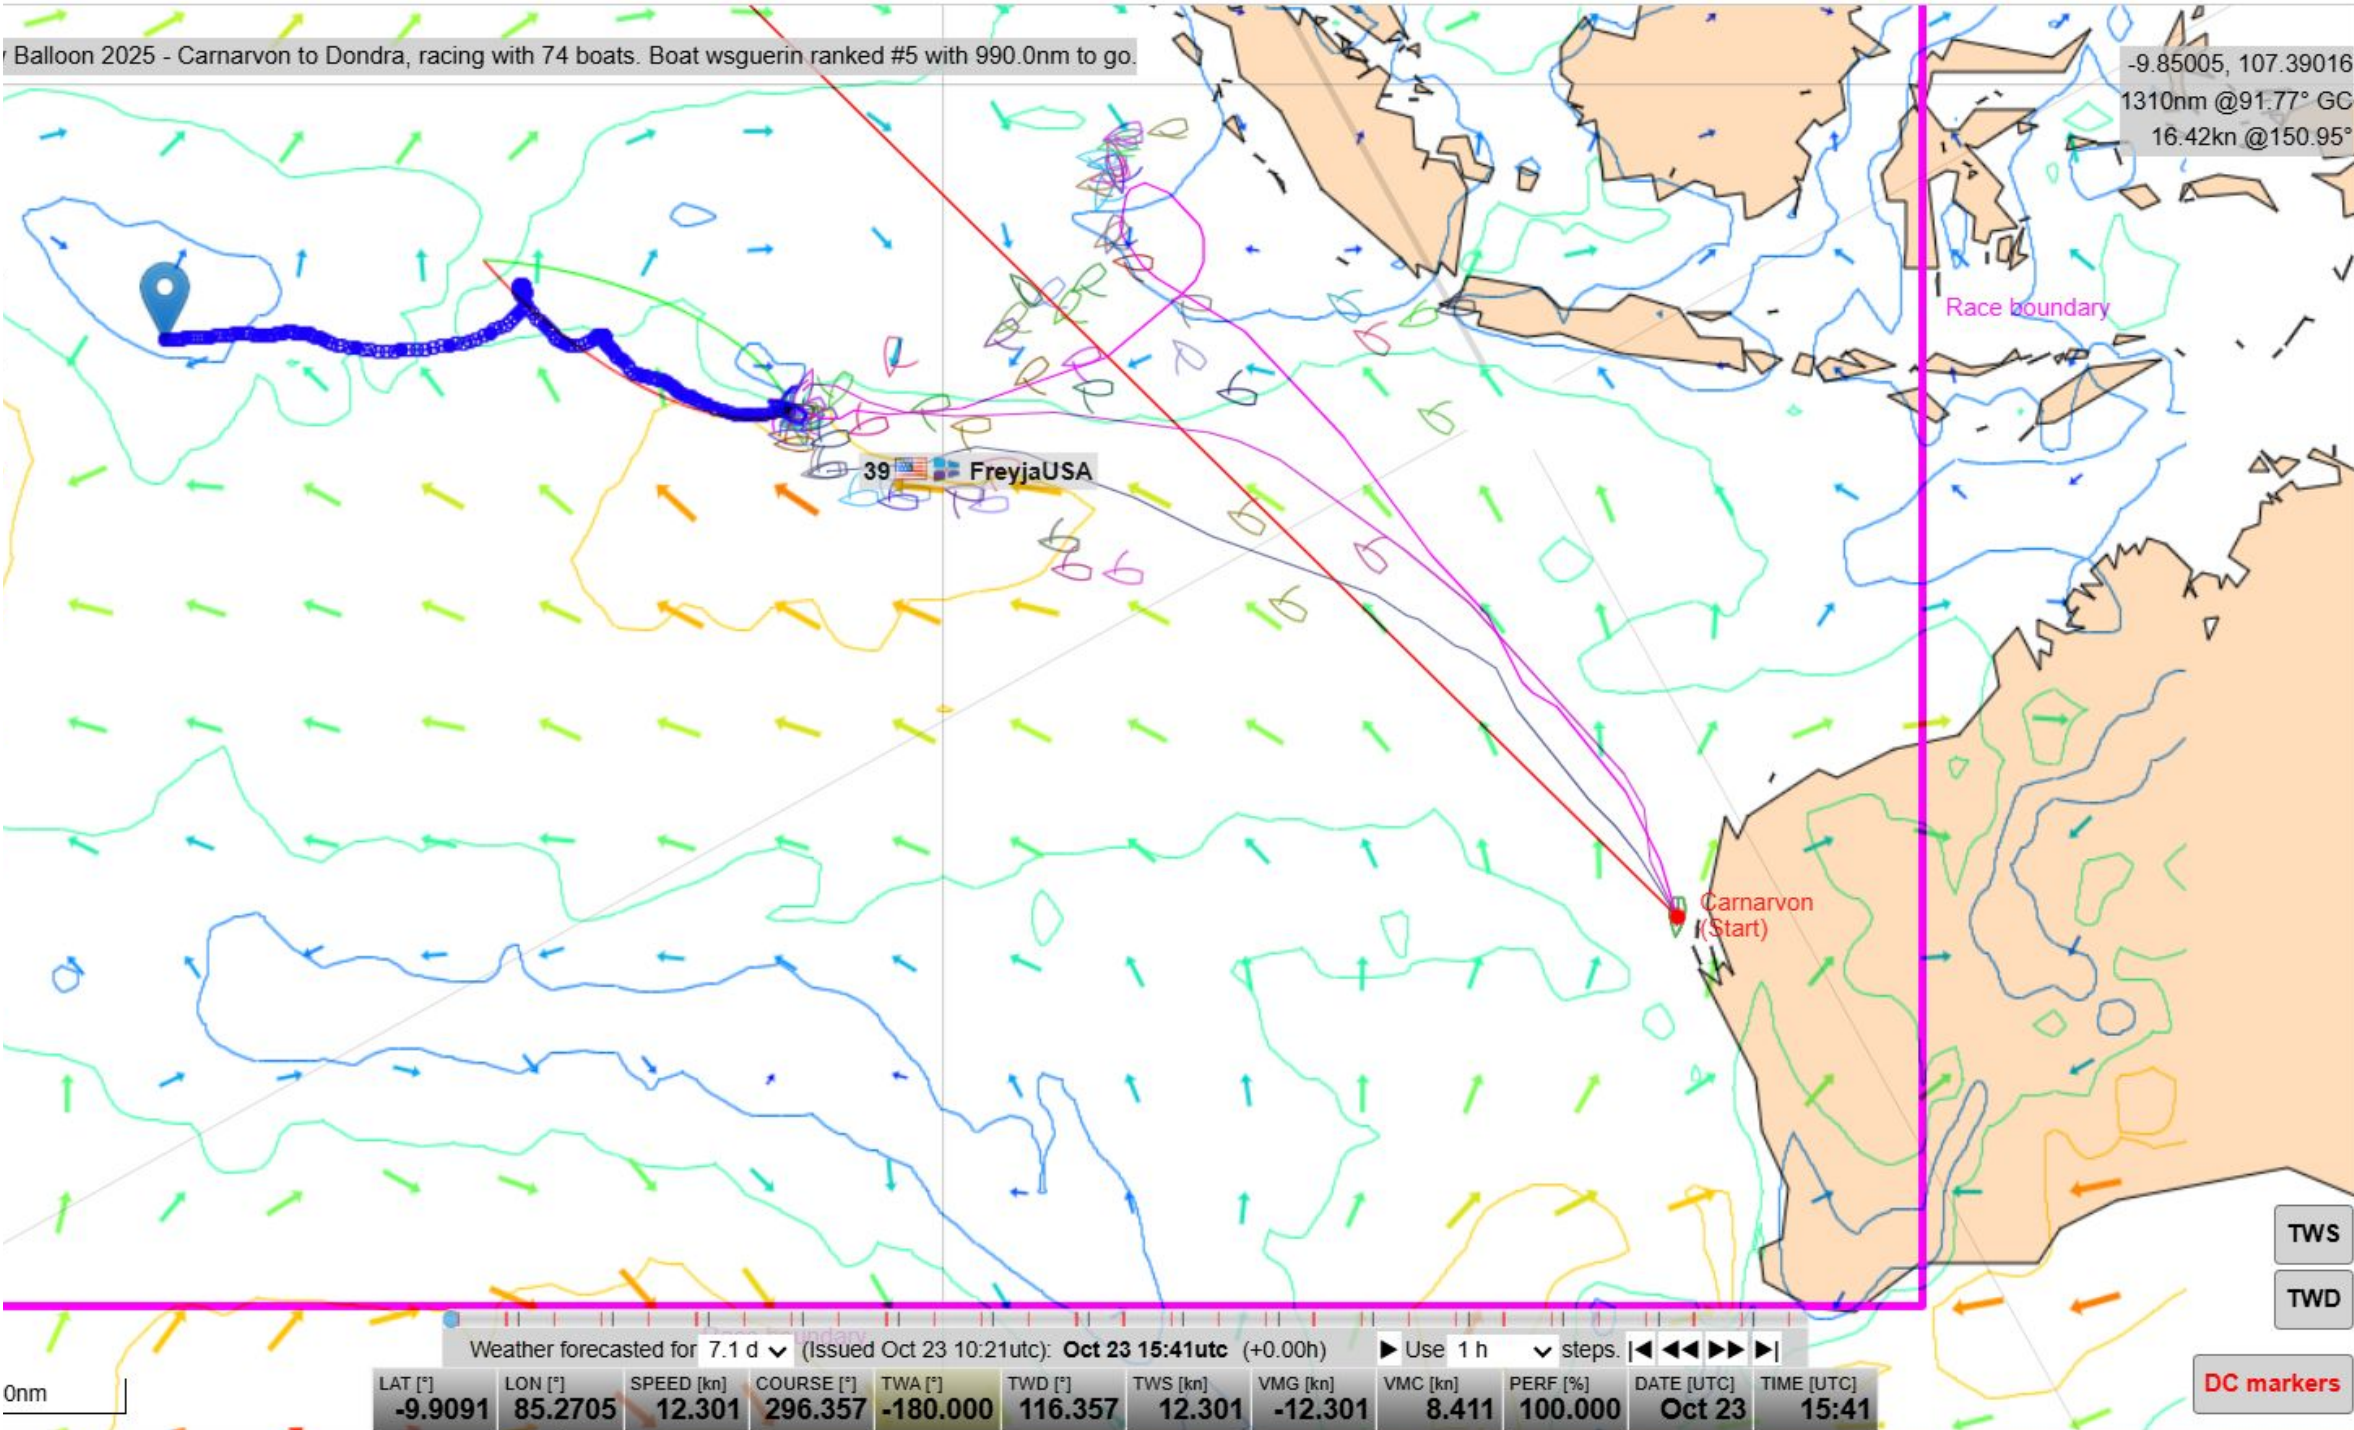 Balloon 2025 - Carnarvon to Dondra, racing with 74 boats. Boat wsguerin ranked #5 with 990.0nm to go.
-9.85005, 107.39016
1310nm @91.77° GC
16.42kn @150.95°
Race boundary
39 FreyjaUSA
Carnarvon
(Start)
TWS
TWD
Race boundary
Weather forecasted for 7.1 d (Issued Oct 23 10:21utc): Oct 23 15:41utc (+0.00h) Use 1 h steps.
0nm
DC markers
LAT [°] LON [°] SPEED [kn] COURSE [°] TWA [°] TWD [°] TWS [kn] VMG [kn] VMC [kn] PERF [%] DATE [UTC] TIME [UTC]
-9.9091 85.2705 12.301 296.357 -180.000 116.357 12.301 -12.301 8.411 100.000 Oct 23 15:41